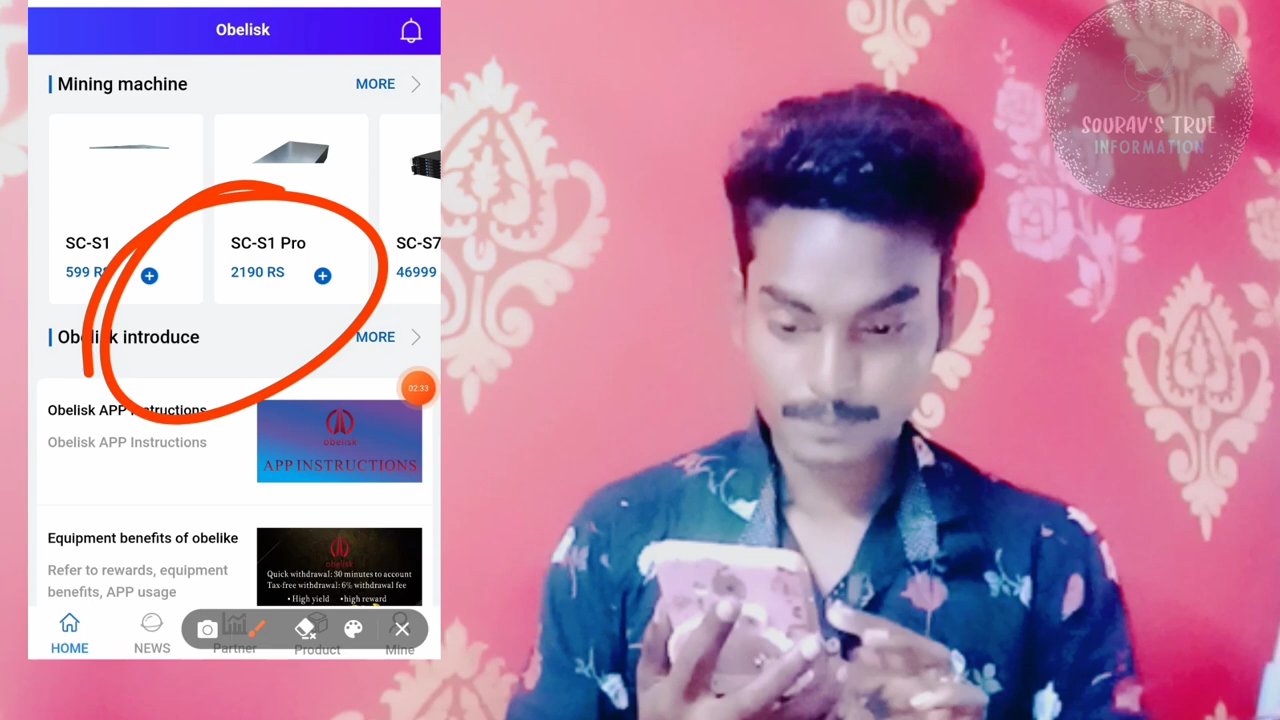 Obelisk
Mining machine
MORE
SC-S1
599 RS
SC-S1 Pro
2190 RS
SC-S7
46999
Obelisk introduce
MORE
02:33
Obelisk APP Instructions
Obelisk APP Instructions
obelisk
APP INSTRUCTIONS
Equipment benefits of obelike
Refer to rewards, equipment
benefits, APP usage
obelisk
Quick withdrawal: 30 minutes to account
Tax-free withdrawal: 6% withdrawal fee
• High yield •high reward
HOME
NEWS
Partner
Product
Mine
SOURAV'S TRUE
INFORMATION